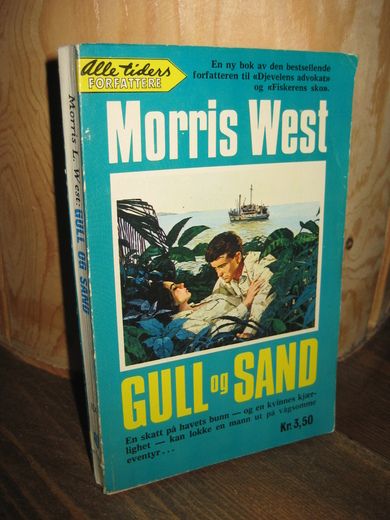 Alle tiders
FORFATTERE
En ny bok av den bestsellende
forfatteren til «Djevelens advokat»
og «Fiskerens sko».
Morris West
GULL og SAND
En skatt på havets bunn — og en kvinnes kjær-
lighet — kan lokke en mann ut på vågsomme
eventyr...
Kr. 3,50
Morris L. West: GULL OG SAND